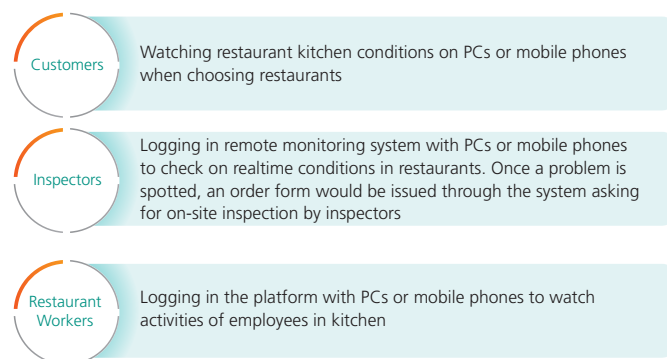 Customers
Watching restaurant kitchen conditions on PCs or mobile phones
when choosing restaurants
Inspectors
Logging in remote monitoring system with PCs or mobile phones
to check on realtime conditions in restaurants. Once a problem is
spotted, an order form would be issued through the system asking
for on-site inspection by inspectors
Restaurant
Workers
Logging in the platform with PCs or mobile phones to watch
activities of employees in kitchen